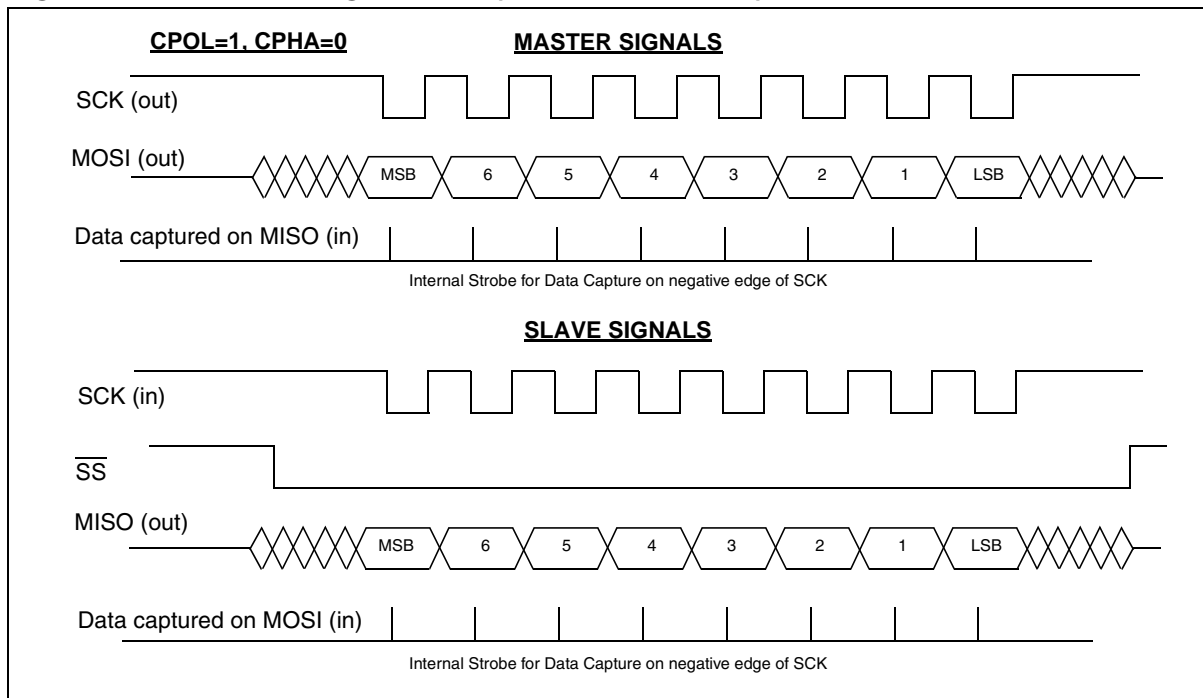 CPOL=1, CPHA=0 MASTER SIGNALS
SCK (out)
MOSI (out)
MSB 6 5 4 3 2 1 LSB
Data captured on MISO (in)
Internal Strobe for Data Capture on negative edge of SCK
SLAVE SIGNALS
SCK (in)
SS
MISO (out)
MSB 6 5 4 3 2 1 LSB
Data captured on MOSI (in)
Internal Strobe for Data Capture on negative edge of SCK